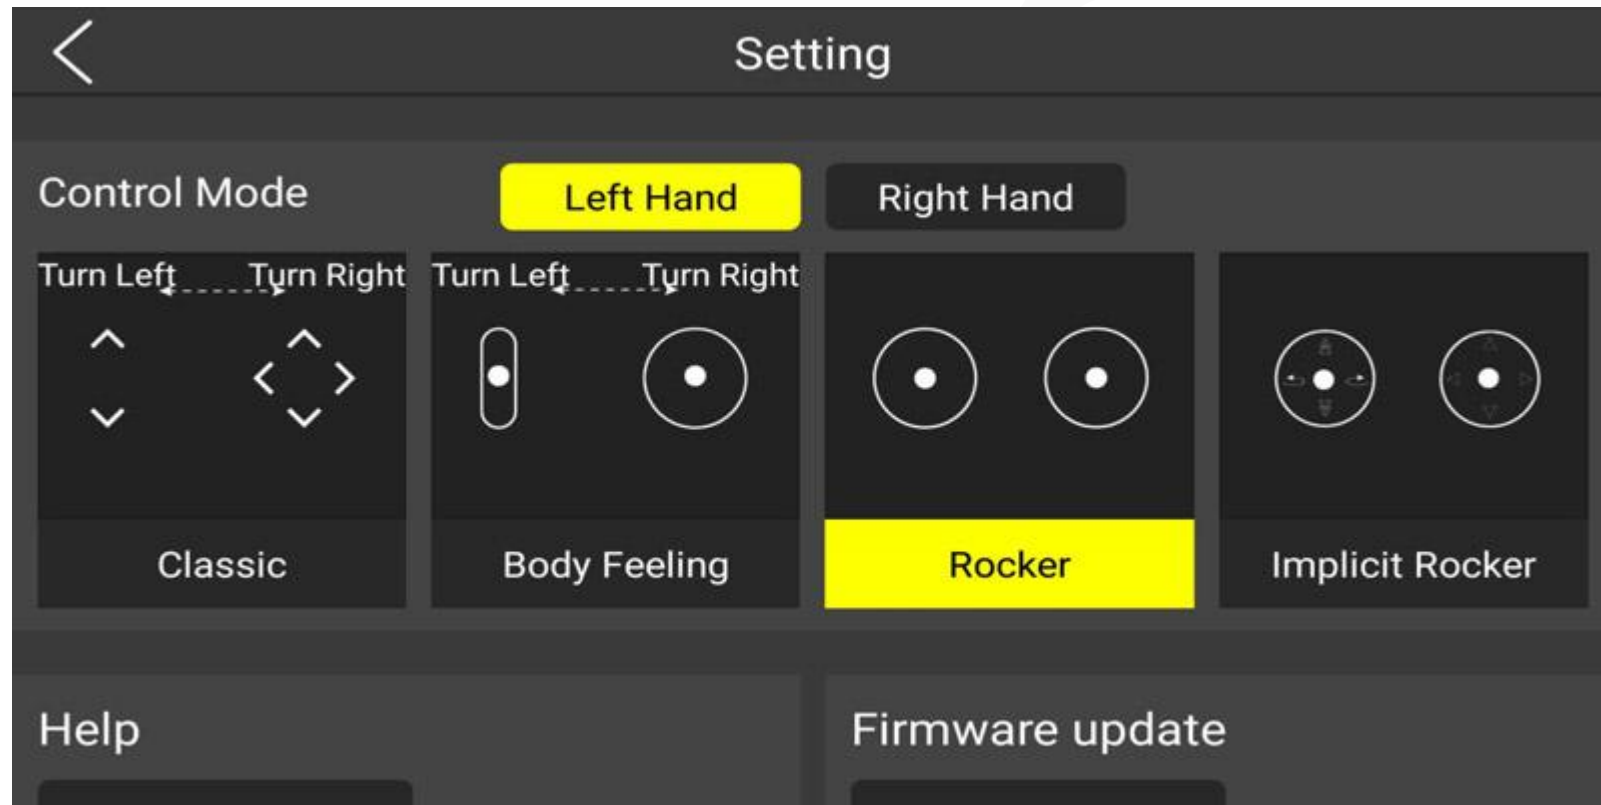 Setting
Control Mode
Left Hand
Right Hand
Turn Left
Turn Right
Turn Left
Turn Right
Classic
Body Feeling
Rocker
Implicit Rocker
Help
Firmware update